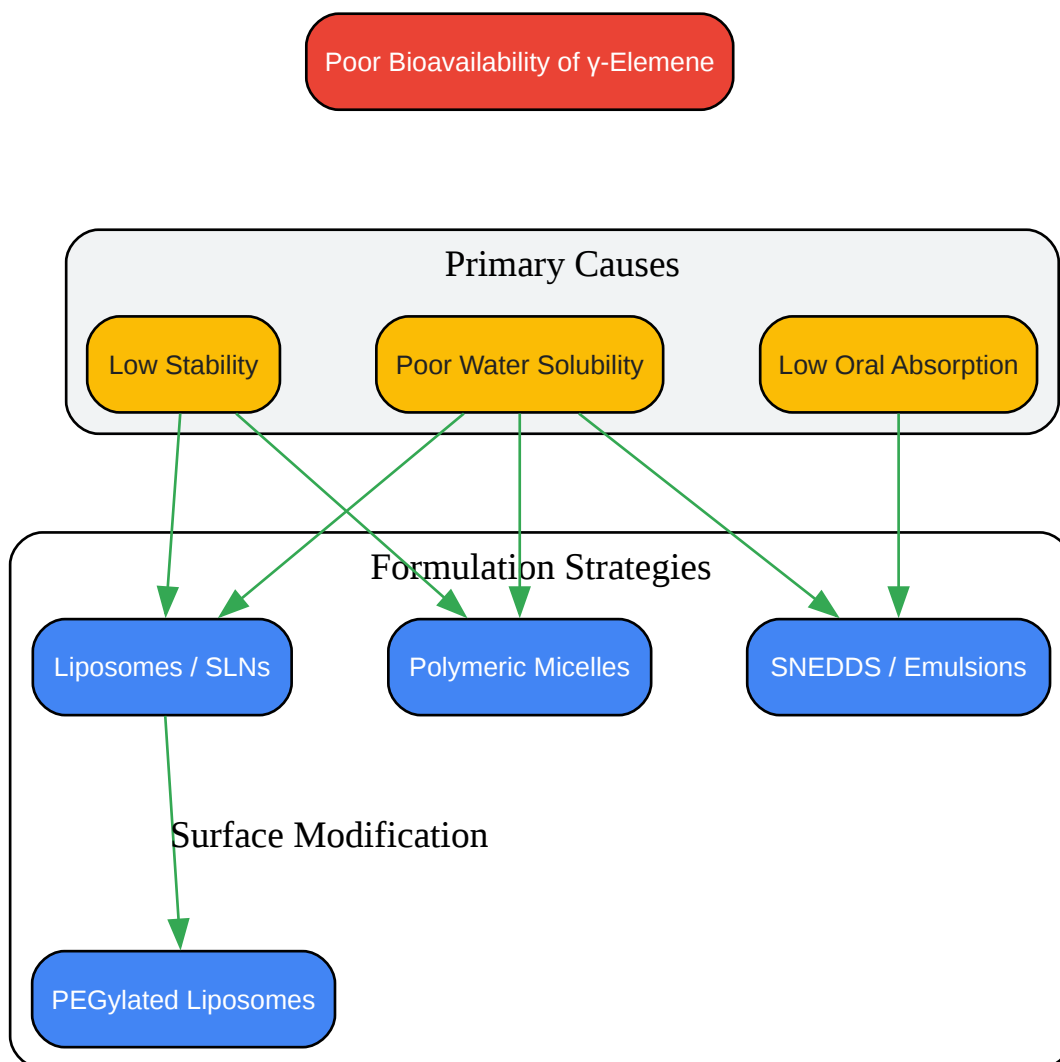 Poor Bioavailability of γ-Elemene
Primary Causes
Low Stability
Poor Water Solubility
Low Oral Absorption
Formulation Strategies
Liposomes / SLNs
Polymeric Micelles
SNEDDS / Emulsions
Surface Modification
PEGylated Liposomes